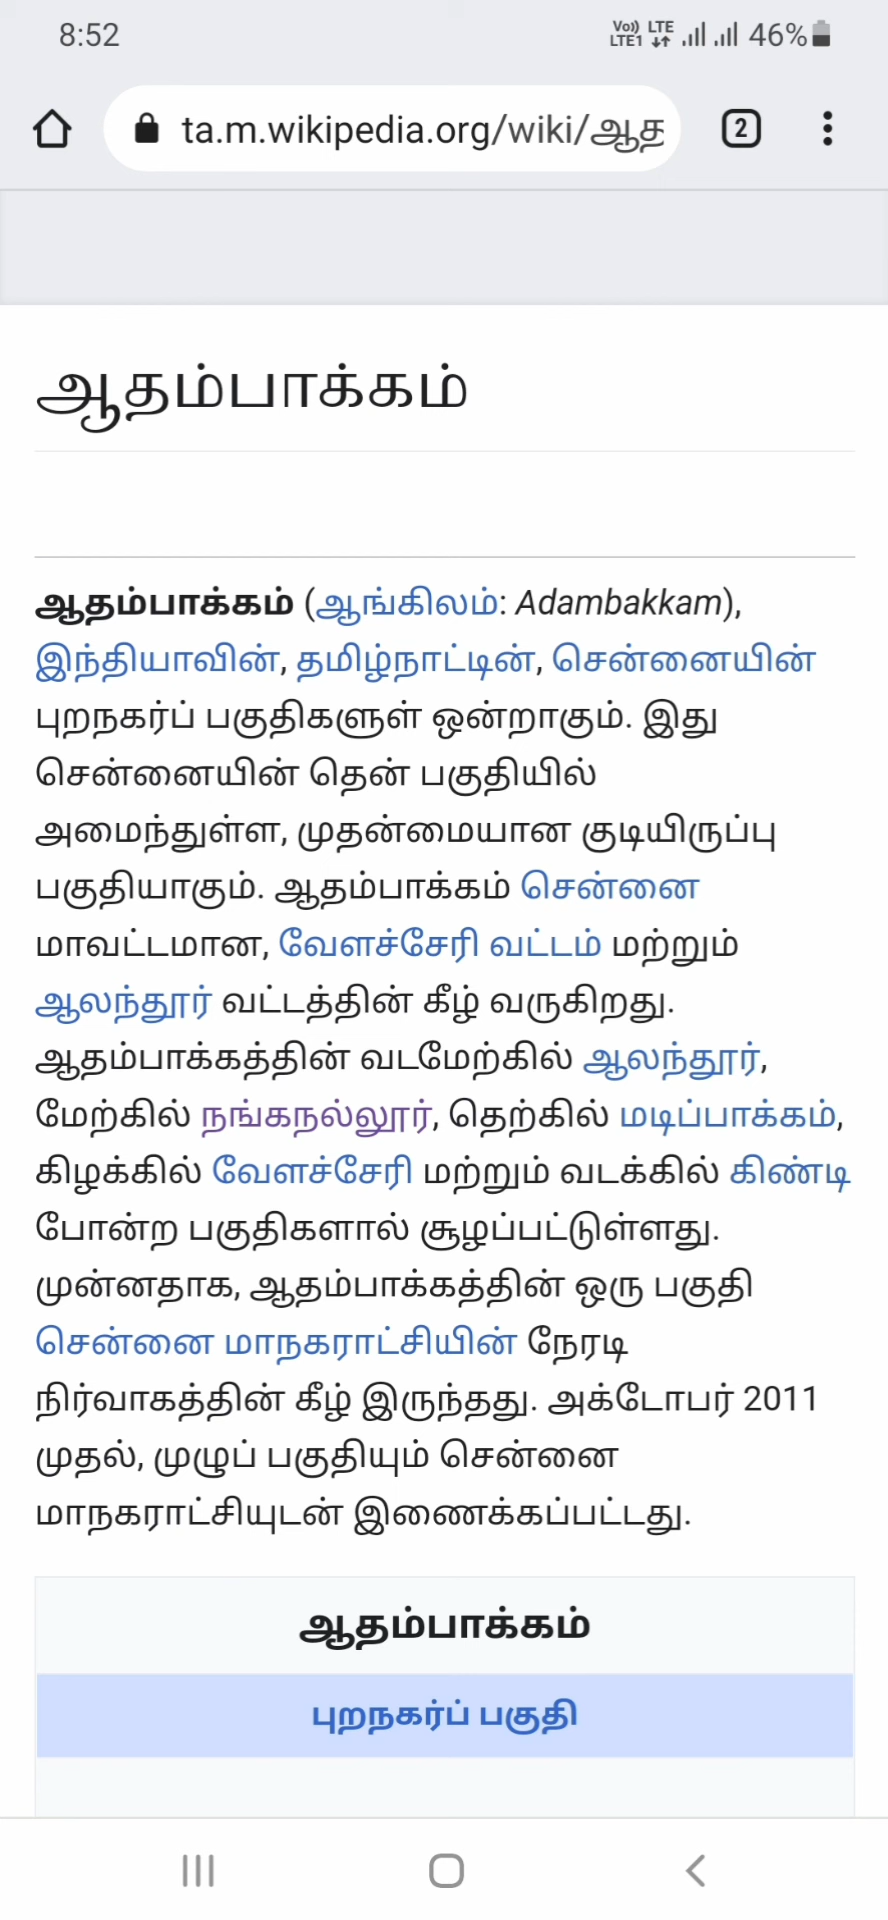 8:52
Vo)) LTE
LTE1
46%
ta.m.wikipedia.org/wiki/ஆத
2
ஆதம்பாக்கம்
ஆதம்பாக்கம் (ஆங்கிலம்: Adambakkam),
இந்தியாவின், தமிழ்நாட்டின், சென்னையின்
புறநகர்ப் பகுதிகளுள் ஒன்றாகும். இது
சென்னையின் தென் பகுதியில்
அமைந்துள்ள, முதன்மையான குடியிருப்பு
பகுதியாகும். ஆதம்பாக்கம் சென்னை
மாவட்டமான, வேளச்சேரி வட்டம் மற்றும்
ஆலந்தூர் வட்டத்தின் கீழ் வருகிறது.
ஆதம்பாக்கத்தின் வடமேற்கில் ஆலந்தூர்,
மேற்கில் நங்கநல்லூர், தெற்கில் மடிப்பாக்கம்,
கிழக்கில் வேளச்சேரி மற்றும் வடக்கில் கிண்டி
போன்ற பகுதிகளால் சூழப்பட்டுள்ளது.
முன்னதாக, ஆதம்பாக்கத்தின் ஒரு பகுதி
சென்னை மாநகராட்சியின் நேரடி
நிர்வாகத்தின் கீழ் இருந்தது. அக்டோபர் 2011
முதல், முழுப் பகுதியும் சென்னை
மாநகராட்சியுடன் இணைக்கப்பட்டது.
ஆதம்பாக்கம்
புறநகர்ப் பகுதி